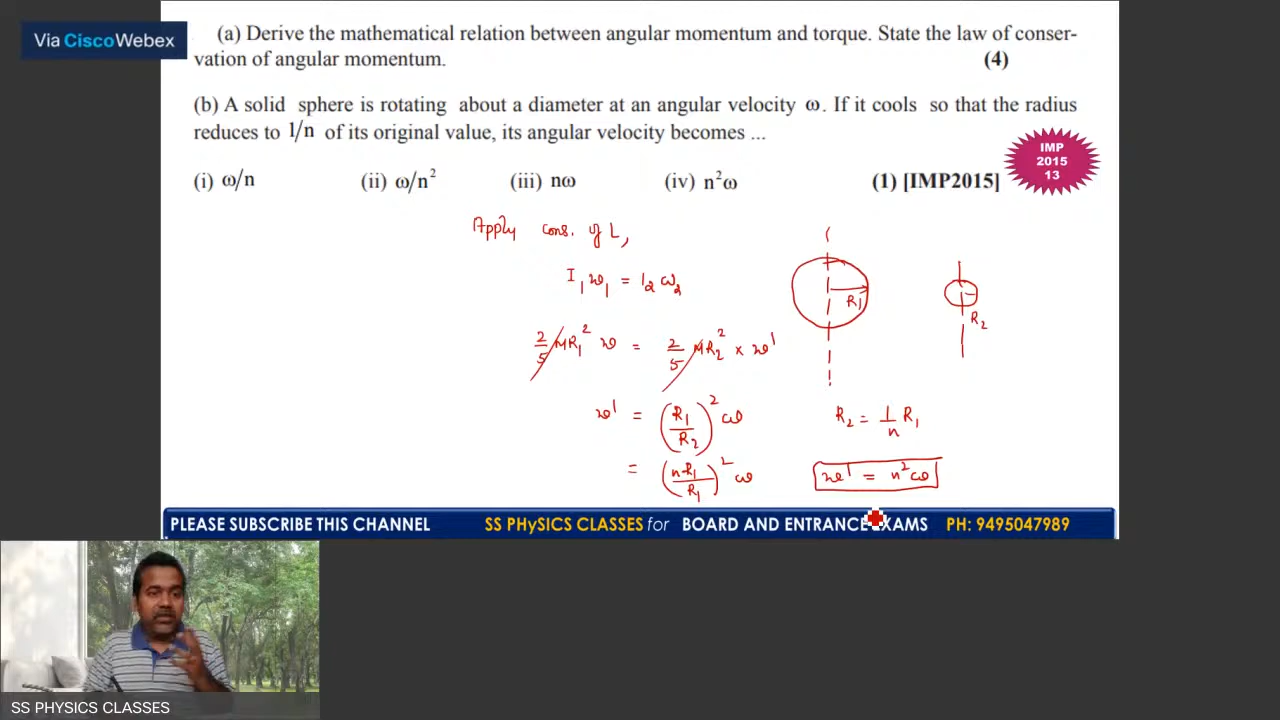 Via Cisco Webex
(a) Derive the mathematical relation between angular momentum and torque. State the law of conser-
vation of angular momentum. (4)
(b) A solid sphere is rotating about a diameter at an angular velocity ω. If it cools so that the radius
reduces to 1/n of its original value, its angular velocity becomes ...
IMP
2015
13
(i) ω/n (ii) ω/n² (iii) nω (iv) n²ω (1) [IMP2015]
Apply cons. of L,
I₁ω₁ = I₂ω₂
R₁
R₂
2/5 MR₁² ω = 2/5 MR₂² × ω'
ω' = (R₁/R₂)² ω
R₂ = 1/n R₁
= (nR₁/R₁)² ω
ω' = n²ω
PLEASE SUBSCRIBE THIS CHANNEL SS PHySICS CLASSES for BOARD AND ENTRANCE EXAMS PH: 9495047989
SS PHYSICS CLASSES